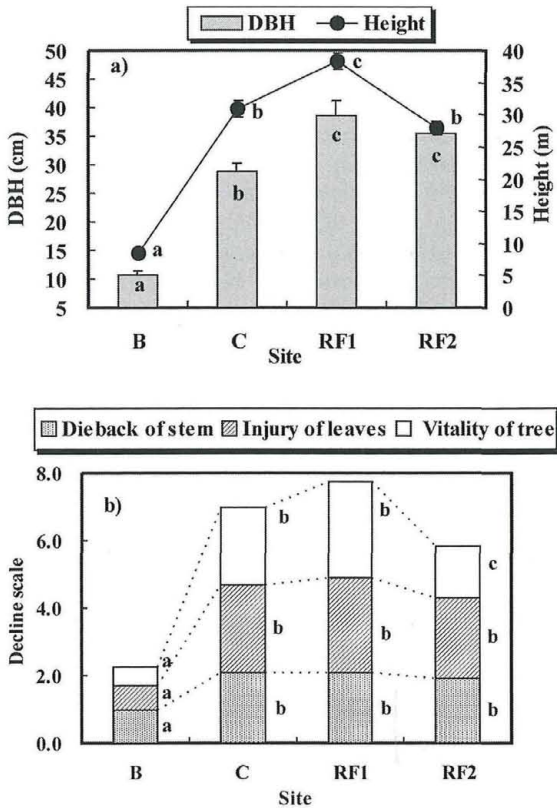 DBH Height
a)
50
45
40
35
30
25
20
15
10
5
DBH (cm)
40
35
30
25
20
15
10
5
0
Height (m)
a
b
c
b
a
b
c
c
B C RF1 RF2
Site
Dieback of stem Injury of leaves Vitality of tree
b)
8.0
6.0
4.0
2.0
0.0
Decline scale
a b b c
a b b b
a b b b
B C RF1 RF2
Site